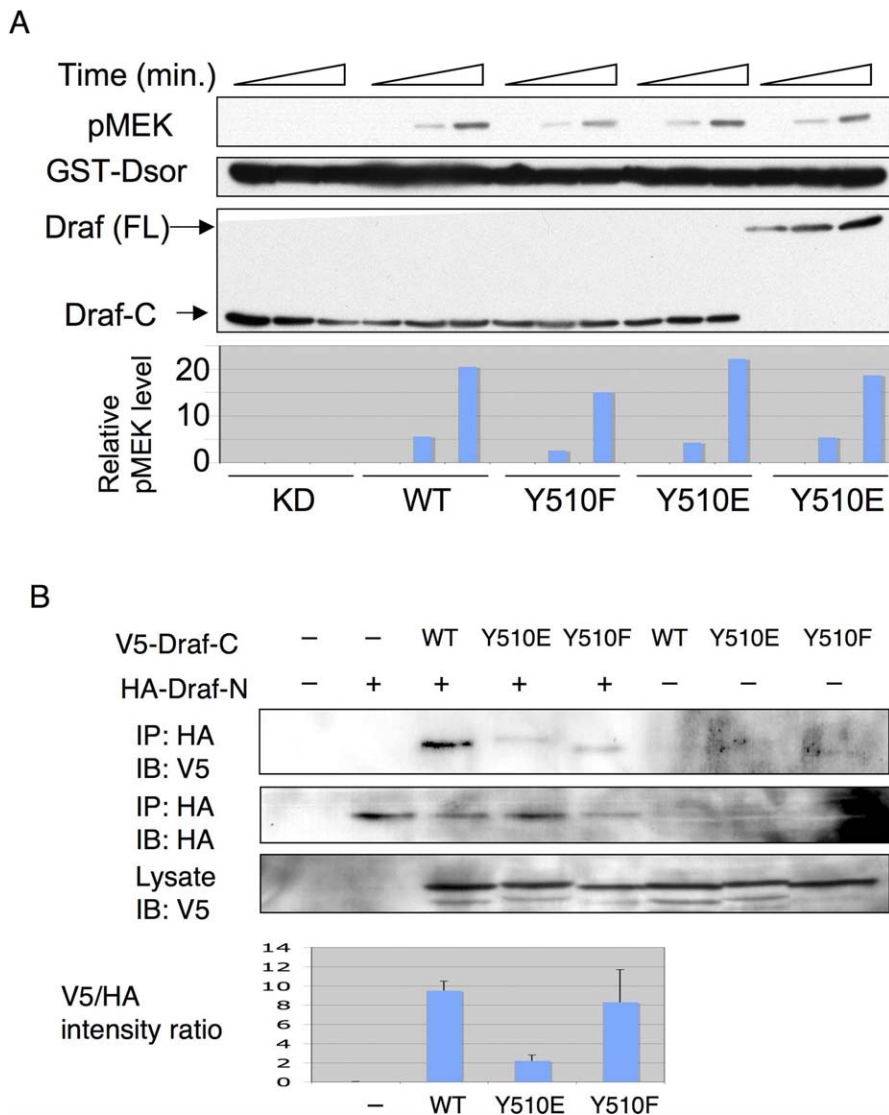 A
Time (min.)
pMEK
GST-Dsor
Draf (FL)
Draf-C
Relative
pMEK level
20
10
0
KD WT Y510F Y510E Y510E
B
V5-Draf-C – – WT Y510E Y510F WT Y510E Y510F
HA-Draf-N – + + + + – – –
IP: HA
IB: V5
IP: HA
IB: HA
Lysate
IB: V5
V5/HA
intensity ratio
14
12
10
8
6
4
2
0
– WT Y510E Y510F